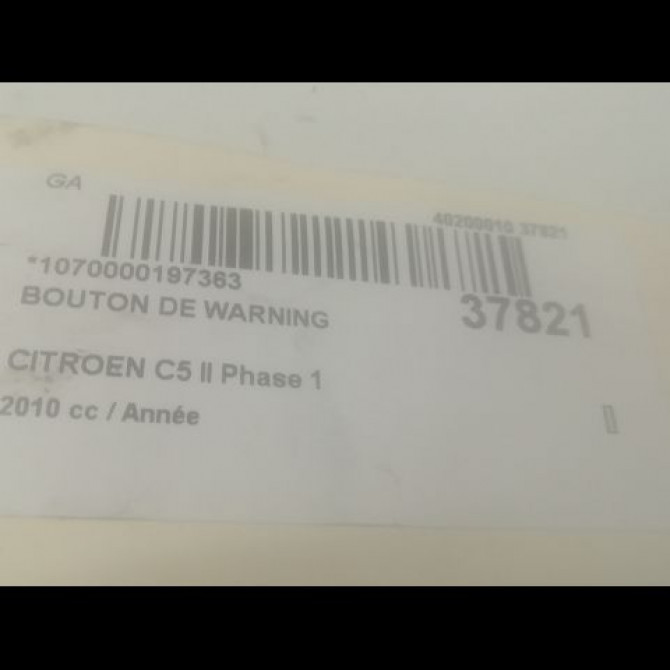 GA
40200010 37821
*1070000197363
37821
BOUTON DE WARNING
CITROEN C5 II Phase 1
2010 cc / Année